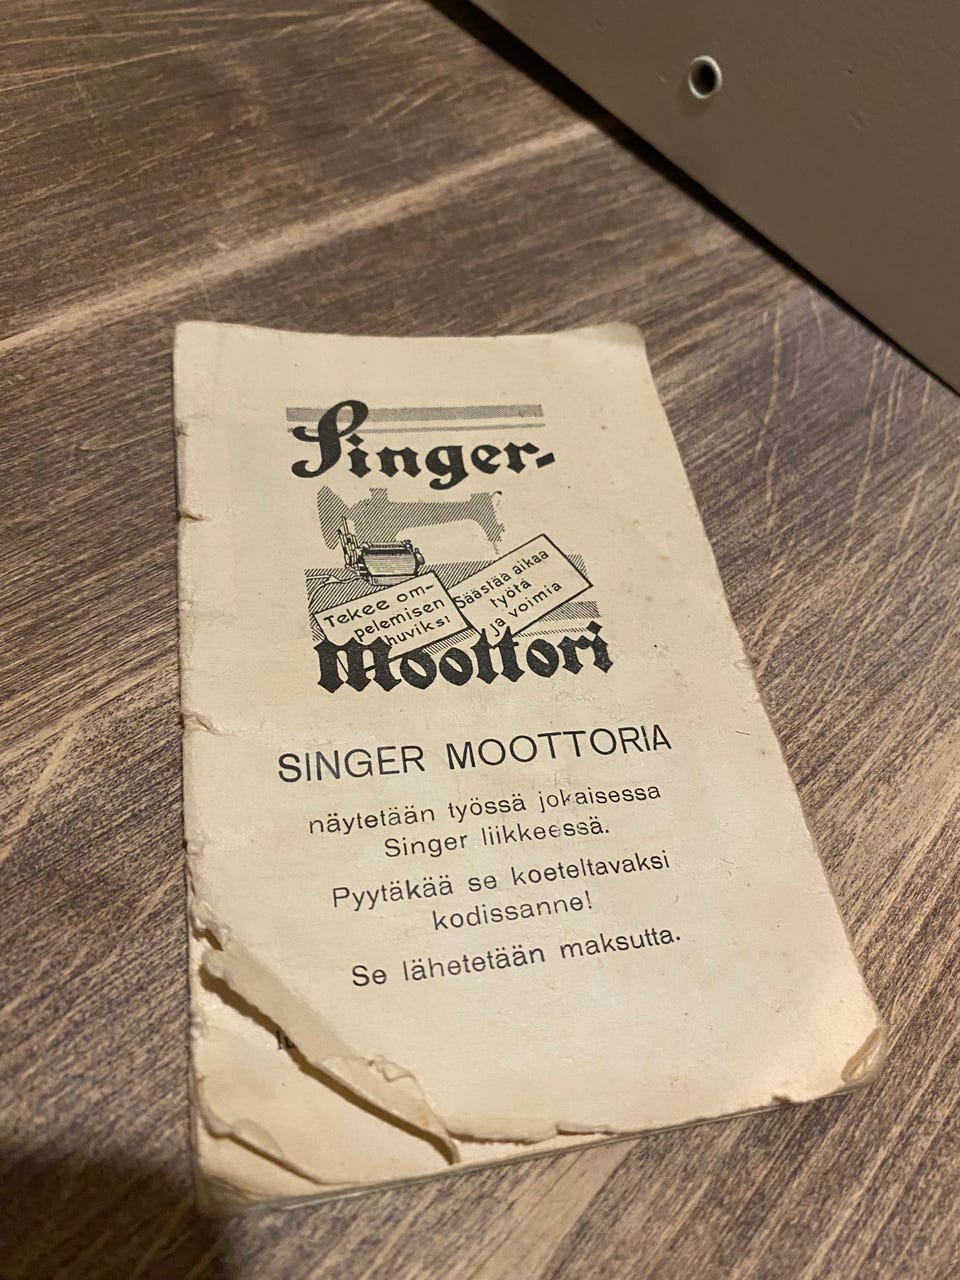 Singer-
Tekee om-
pelemisen
huviksi
Säästää aikaa
työtä
ja voimia
Moottori
SINGER MOOTTORIA
näytetään työssä jokaisessa
Singer liikkeessä.
Pyytäkää se koeteltavaksi
kodissanne!
Se lähetetään maksutta.